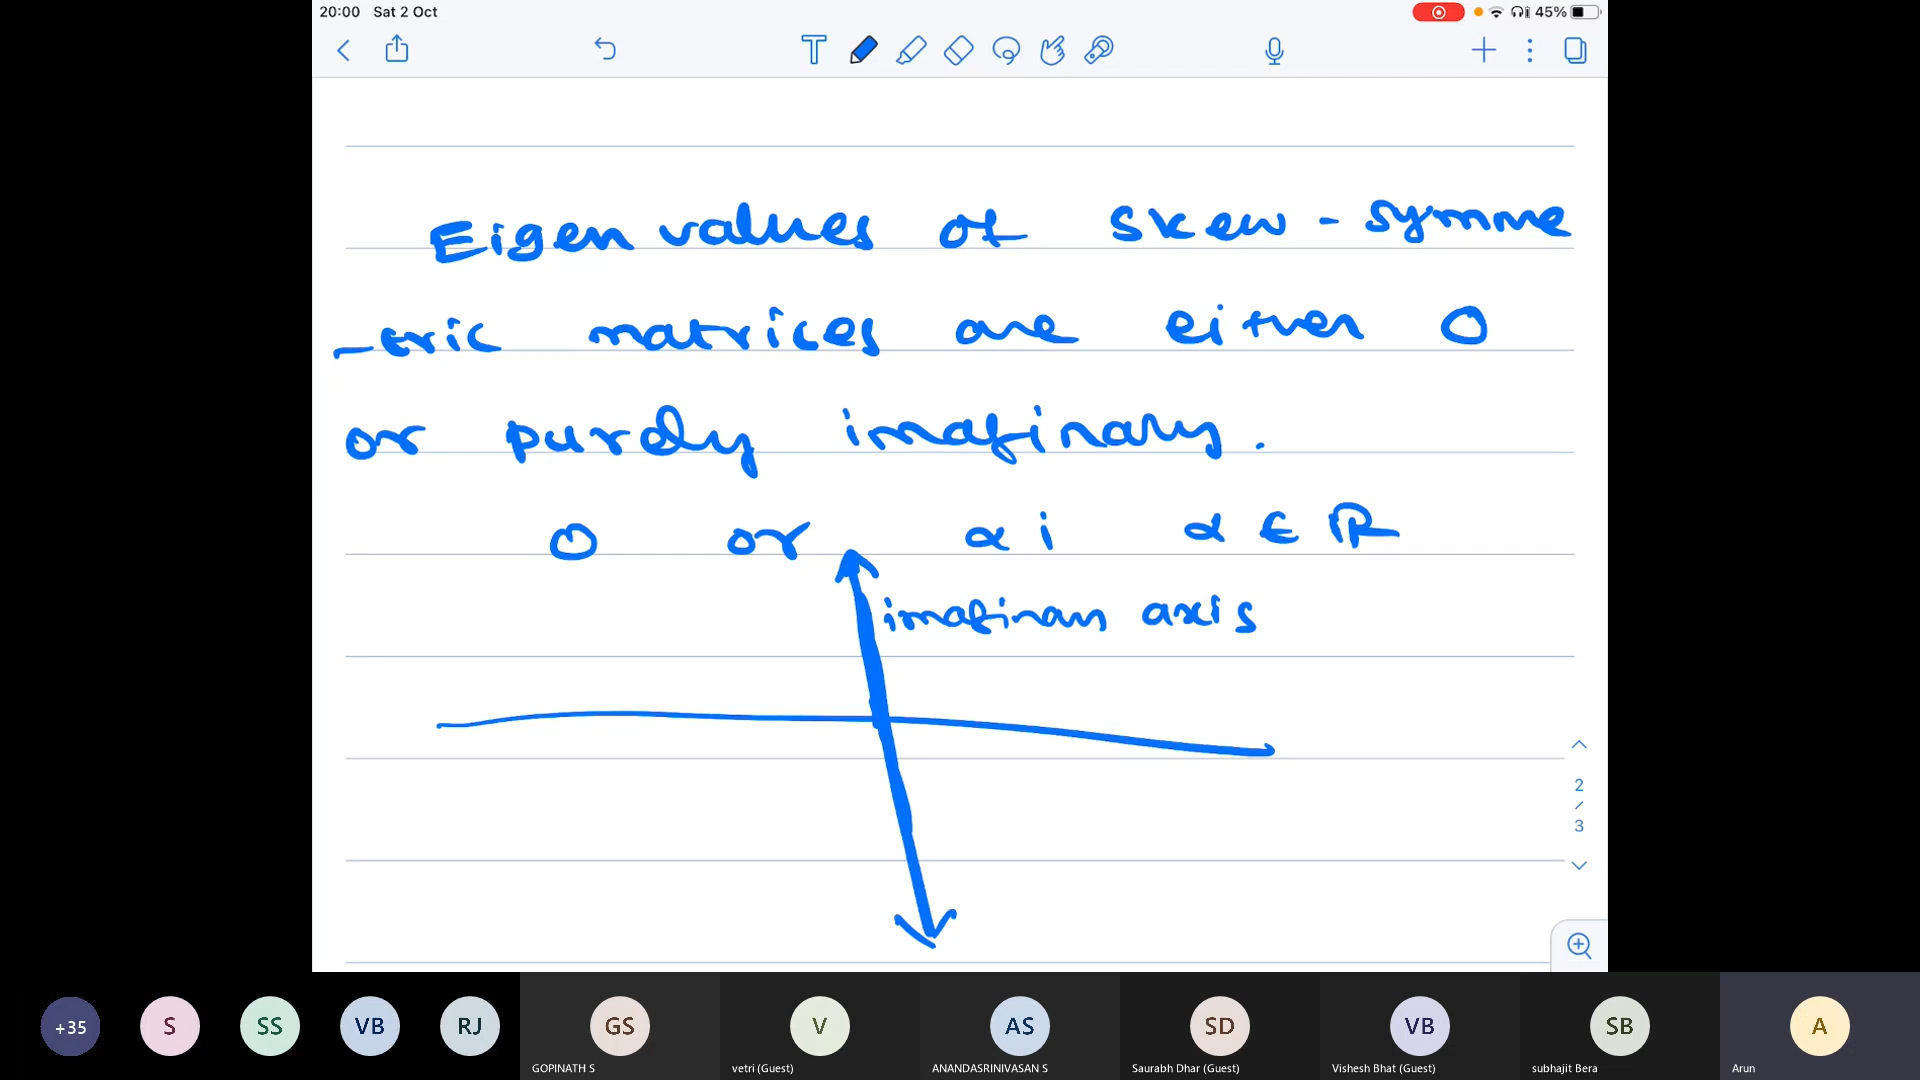 20:00 Sat 2 Oct
45%
Eigen values of skew-symme
-tric matrices are either 0
or purely imaginary.
0 or αi α ∈ ℝ
imaginary axis
2
/
3
+35
S
SS
VB
RJ
GS
V
AS
SD
VB
SB
A
GOPINATH S
vetri (Guest)
ANANDASRINIVASAN S
Saurabh Dhar (Guest)
Vishesh Bhat (Guest)
subhajit Bera
Arun